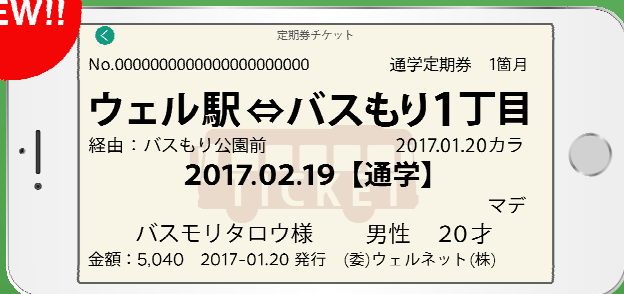 EW!!
定期券チケット
No.0000000000000000000000 通学定期券 1箇月
ウェル駅⇔バスもり1丁目
経由：バスもり公園前 2017.01.20カラ
2017.02.19【通学】
マデ
TICKET
バスモリタロウ様 男性 20才
金額：5,040 2017-01.20 発行 (委)ウェルネット(株)